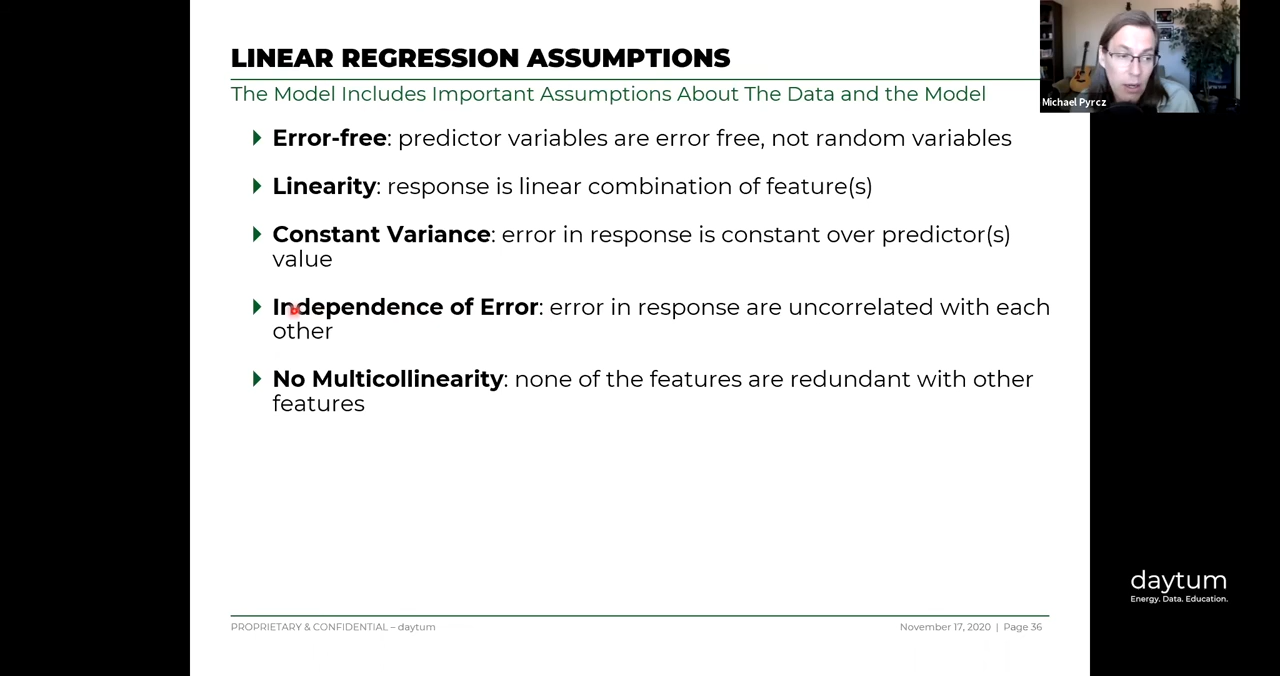 LINEAR REGRESSION ASSUMPTIONS
The Model Includes Important Assumptions About The Data and the Model
Michael Pyrcz
Error-free: predictor variables are error free, not random variables
Linearity: response is linear combination of feature(s)
Constant Variance: error in response is constant over predictor(s)
value
Independence of Error: error in response are uncorrelated with each
other
No Multicollinearity: none of the features are redundant with other
features
daytum
Energy. Data. Education.
PROPRIETARY & CONFIDENTIAL – daytum
November 17, 2020 | Page 36